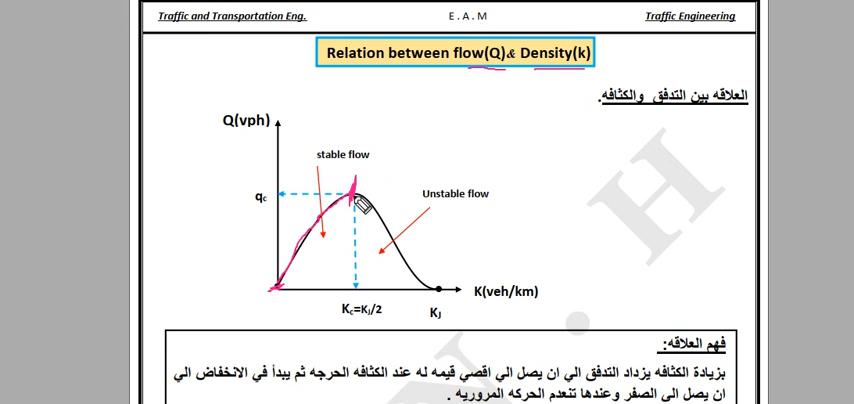 Traffic and Transportation Eng. E.A.M Traffic Engineering
Relation between flow(Q)& Density(k)
العلاقه بين التدفق والكثافه.
Q(vph)
stable flow
Unstable flow
qc
K(veh/km)
Kc=KJ/2
KJ
فهم العلاقه:
بزيادة الكثافه يزداد التدفق الي ان يصل الي اقصي قيمه له عند الكثافه الحرجه ثم يبدأ في الانخفاض الي
ان يصل الى الصفر وعندها تنعدم الحركه المروريه .
N . H